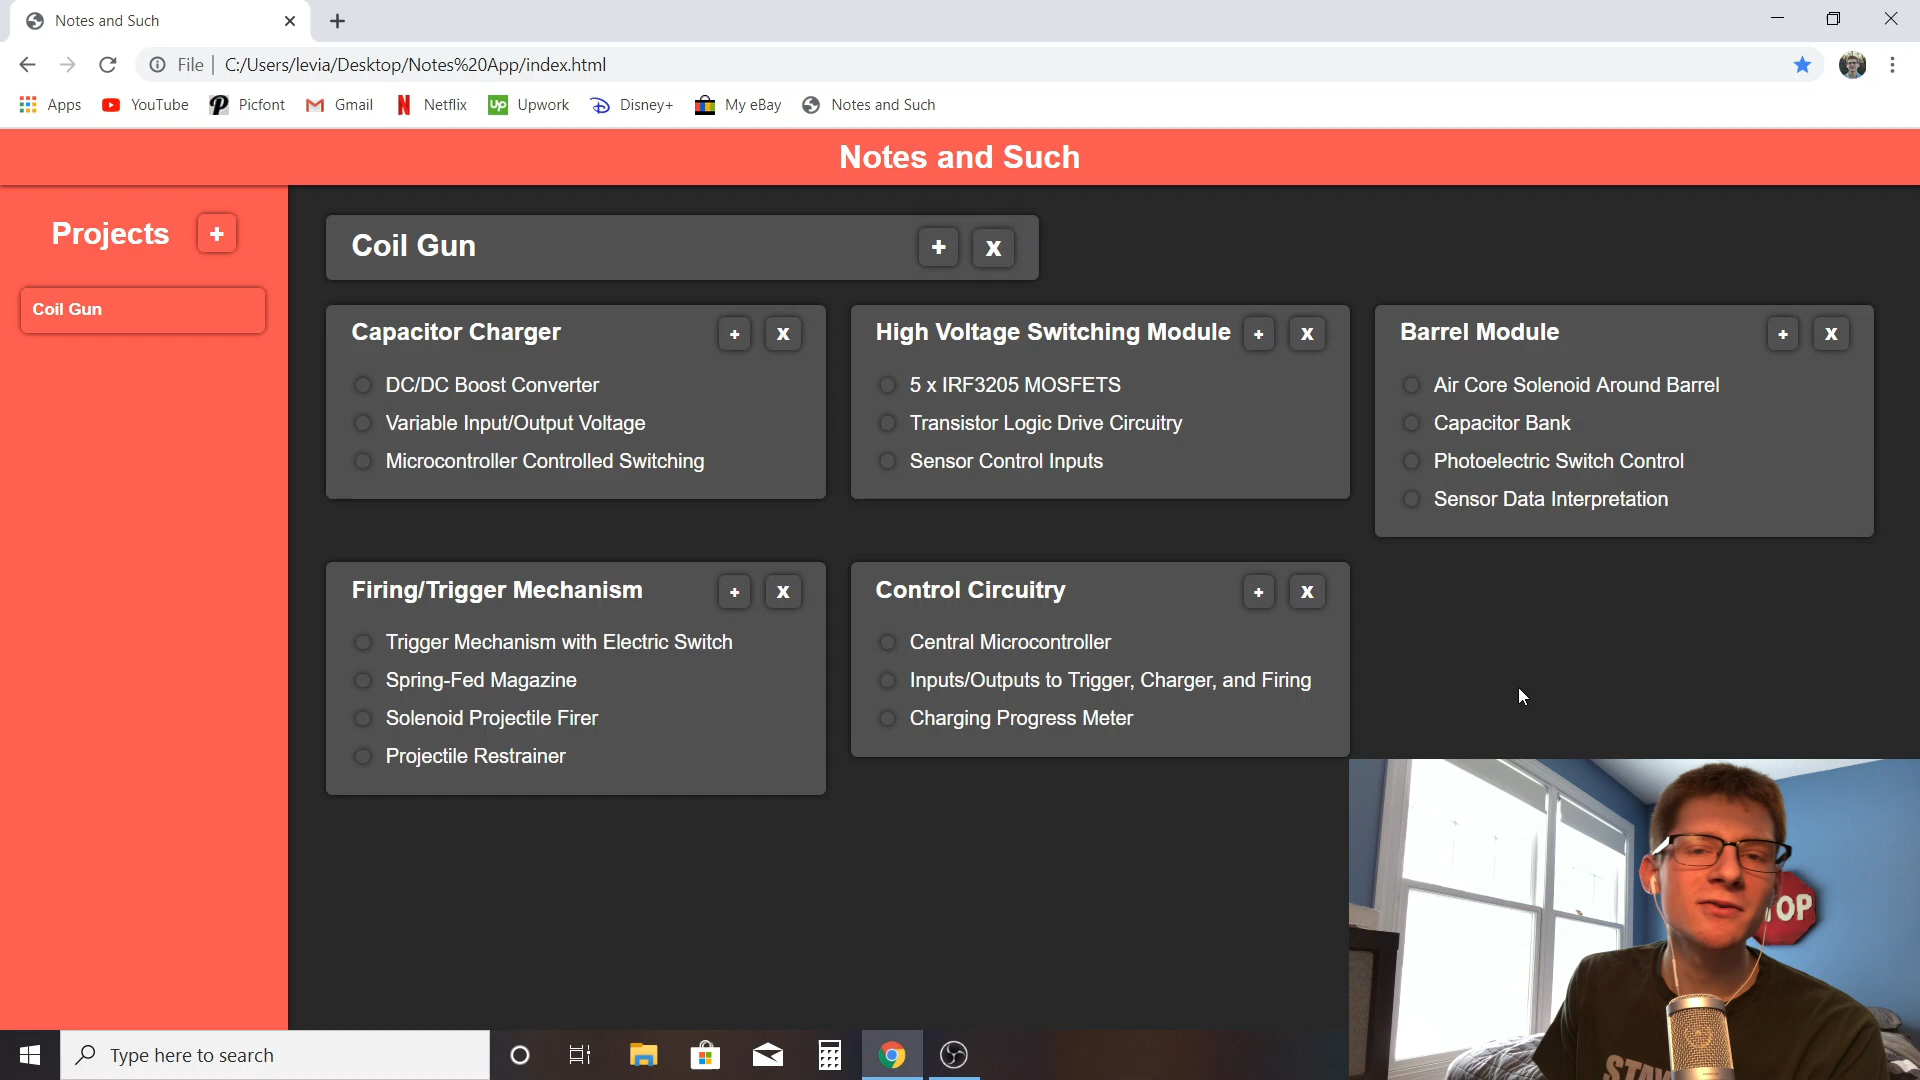 Notes and Such
File
C:/Users/levia/Desktop/Notes%20App/index.html
Apps
YouTube
Picfont
Gmail
Netflix
Upwork
Disney+
My eBay
Notes and Such
Notes and Such
Projects +
Coil Gun
Coil Gun + x
Capacitor Charger + x
DC/DC Boost Converter
Variable Input/Output Voltage
Microcontroller Controlled Switching
High Voltage Switching Module + x
5 x IRF3205 MOSFETS
Transistor Logic Drive Circuitry
Sensor Control Inputs
Barrel Module + x
Air Core Solenoid Around Barrel
Capacitor Bank
Photoelectric Switch Control
Sensor Data Interpretation
Firing/Trigger Mechanism + x
Trigger Mechanism with Electric Switch
Spring-Fed Magazine
Solenoid Projectile Firer
Projectile Restrainer
Control Circuitry + x
Central Microcontroller
Inputs/Outputs to Trigger, Charger, and Firing
Charging Progress Meter
Type here to search